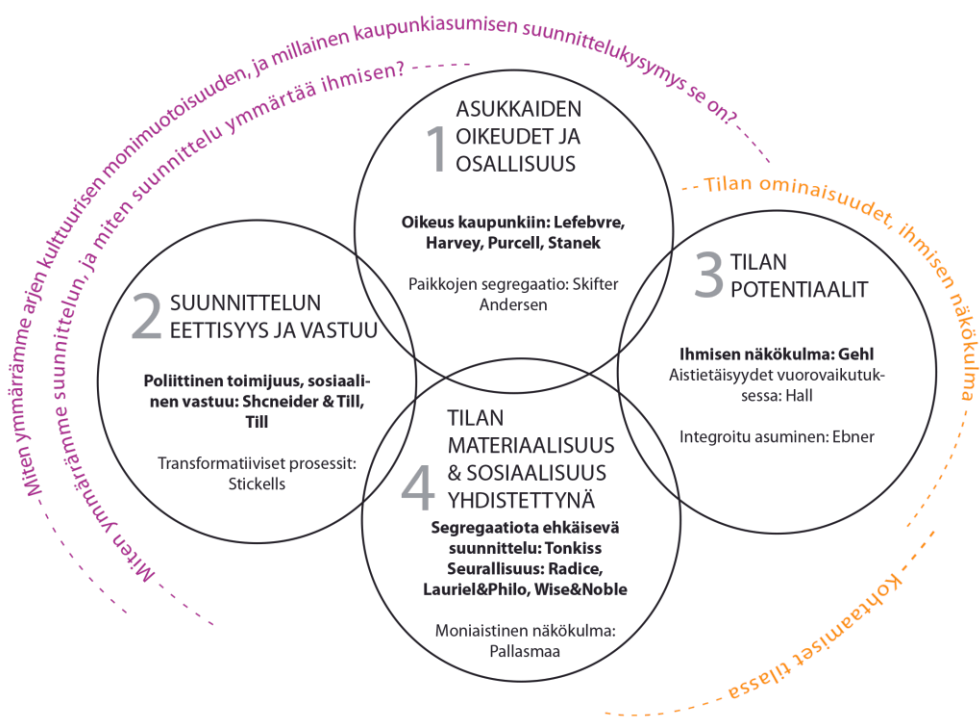 Miten ymmärrämme arjen kulttuurisen monimuotoisuuden, ja millainen kaupunkiasumisen suunnittelukysymys se on?
Miten ymmärrämme suunnittelun, ja miten suunnittelu ymmärtää ihmisen?
1
ASUKKAIDEN
OIKEUDET JA
OSALLISUUS
Oikeus kaupunkiin: Lefebvre,
Harvey, Purcell, Stanek
Paikkojen segregaatio: Skifter
Andersen
2
SUUNNITTELUN
EETTISYYS JA VASTUU
Poliittinen toimijuus, sosiaali-
nen vastuu: Shcneider & Till,
Till
Transformatiiviset prosessit:
Stickells
Tilan ominaisuudet, ihmisen näkökulma
3
TILAN
POTENTIAALIT
Ihmisen näkökulma: Gehl
Aistietäisyydet vuorovaikutuk-
sessa: Hall
Integroitu asuminen: Ebner
4
TILAN
MATERIAALISUUS
& SOSIAALISUUS
YHDISTETTYNÄ
Segregaatiota ehkäisevä
suunnittelu: Tonkiss
Seurallisuus: Radice,
Lauriel&Philo, Wise&Noble
Moniaistinen näkökulma:
Pallasmaa
Kohtaamiset tilassa